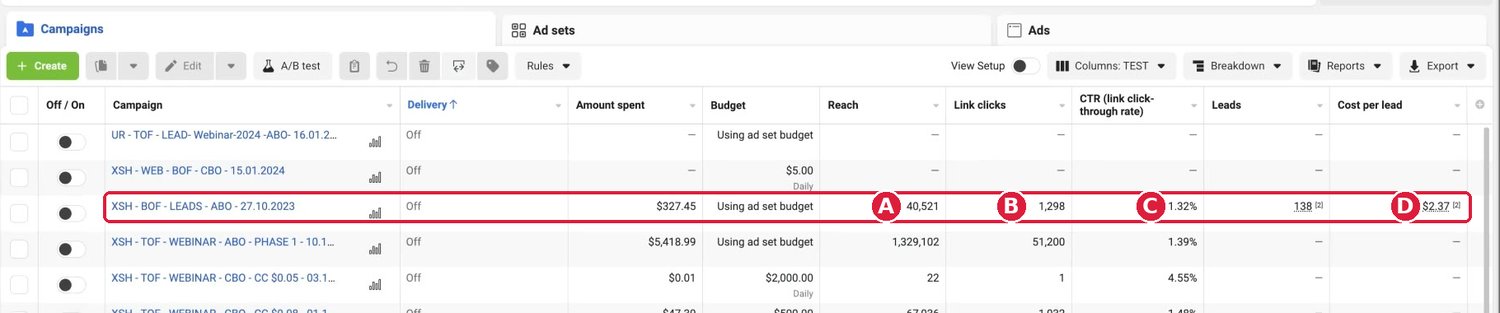 Campaigns
Ad sets
Ads
+ Create
Edit
A/B test
Rules
View Setup
Columns: TEST
Breakdown
Reports
Export
Off / On Campaign Delivery↑ Amount spent Budget Reach Link clicks CTR (link click-
through rate) Leads Cost per lead
UR - TOF - LEAD- Webinar-2024 -ABO- 16.01.2... Off — Using ad set budget — — — — —
XSH - WEB - BOF - CBO - 15.01.2024 Off — $5.00 — — — — —
Daily
XSH - BOF - LEADS - ABO - 27.10.2023 Off $327.45 Using ad set budget A 40,521 B 1,298 C 1.32% 138 [2] D $2.37 [2]
XSH - TOF - WEBINAR - ABO - PHASE 1 - 10.1... Off $5,418.99 Using ad set budget 1,329,102 51,200 1.39% — —
XSH - TOF - WEBINAR - CBO - CC $0.05 - 03.1... Off $0.01 $2,000.00 22 1 4.55% — —
Daily